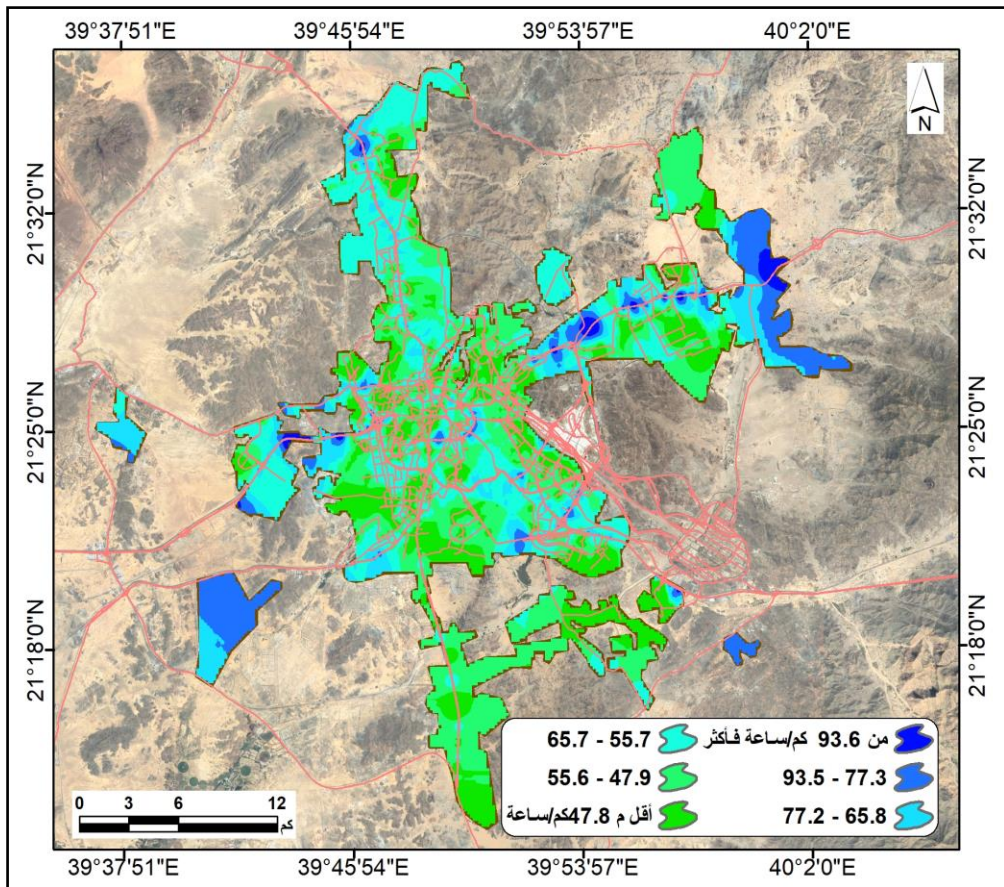 39°37'51"E 39°45'54"E 39°53'57"E 40°2'0"E
N
21°32'0"N 21°32'0"N
21°25'0"N 21°25'0"N
21°18'0"N 21°18'0"N
من 93.6 كم/ساعة فأكثر 55.7 - 65.7
77.3 - 93.5 47.9 - 55.6
65.8 - 77.2 أقل م 47.8كم/ساعة
0 3 6 12
كم
39°37'51"E 39°45'54"E 39°53'57"E 40°2'0"E